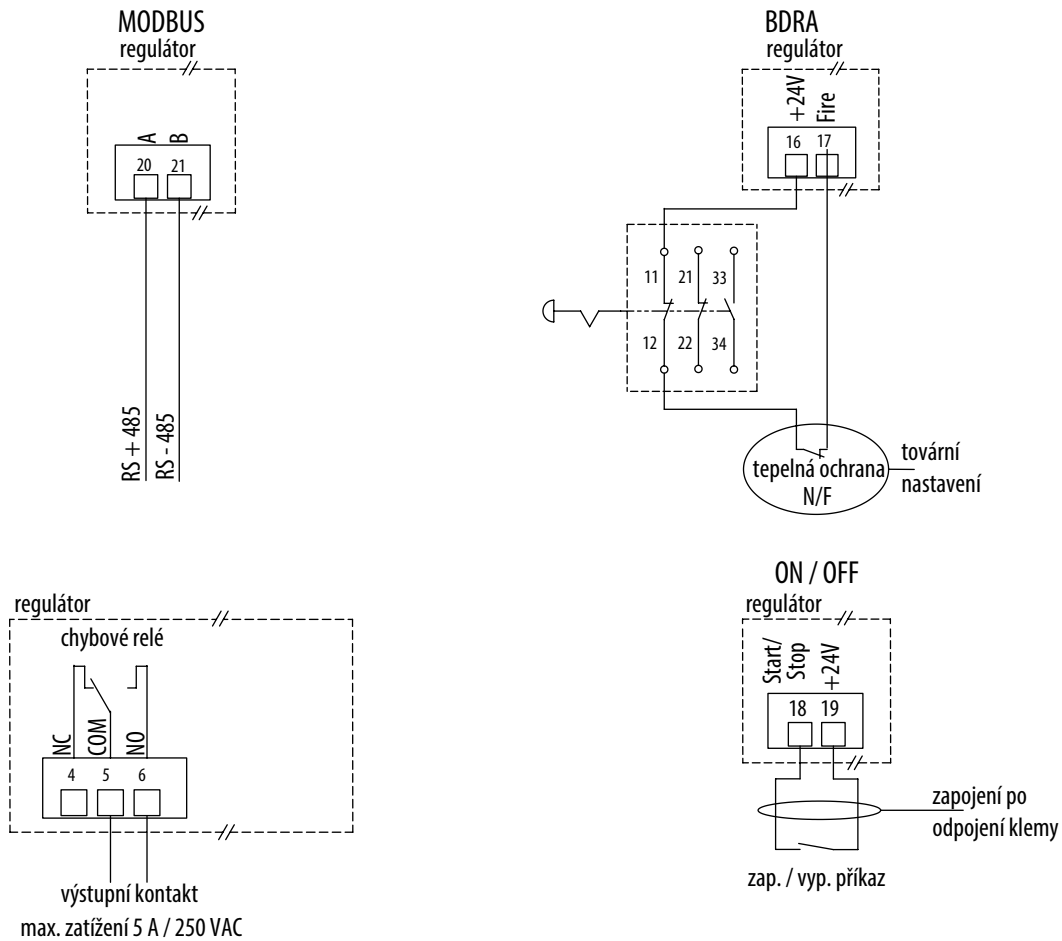 MODBUS
regulátor
A
B
20 21
RS + 485
RS - 485
BDRA
regulátor
+24V
Fire
16 17
11 21 33
12 22 34
tepelná ochrana
N/F
tovární
nastavení
regulátor
chybové relé
NC
COM
NO
4 5 6
výstupní kontakt
max. zatížení 5 A / 250 VAC
ON / OFF
regulátor
Start/
Stop
+24V
18 19
zapojení po
odpojení klemy
zap. / vyp. příkaz